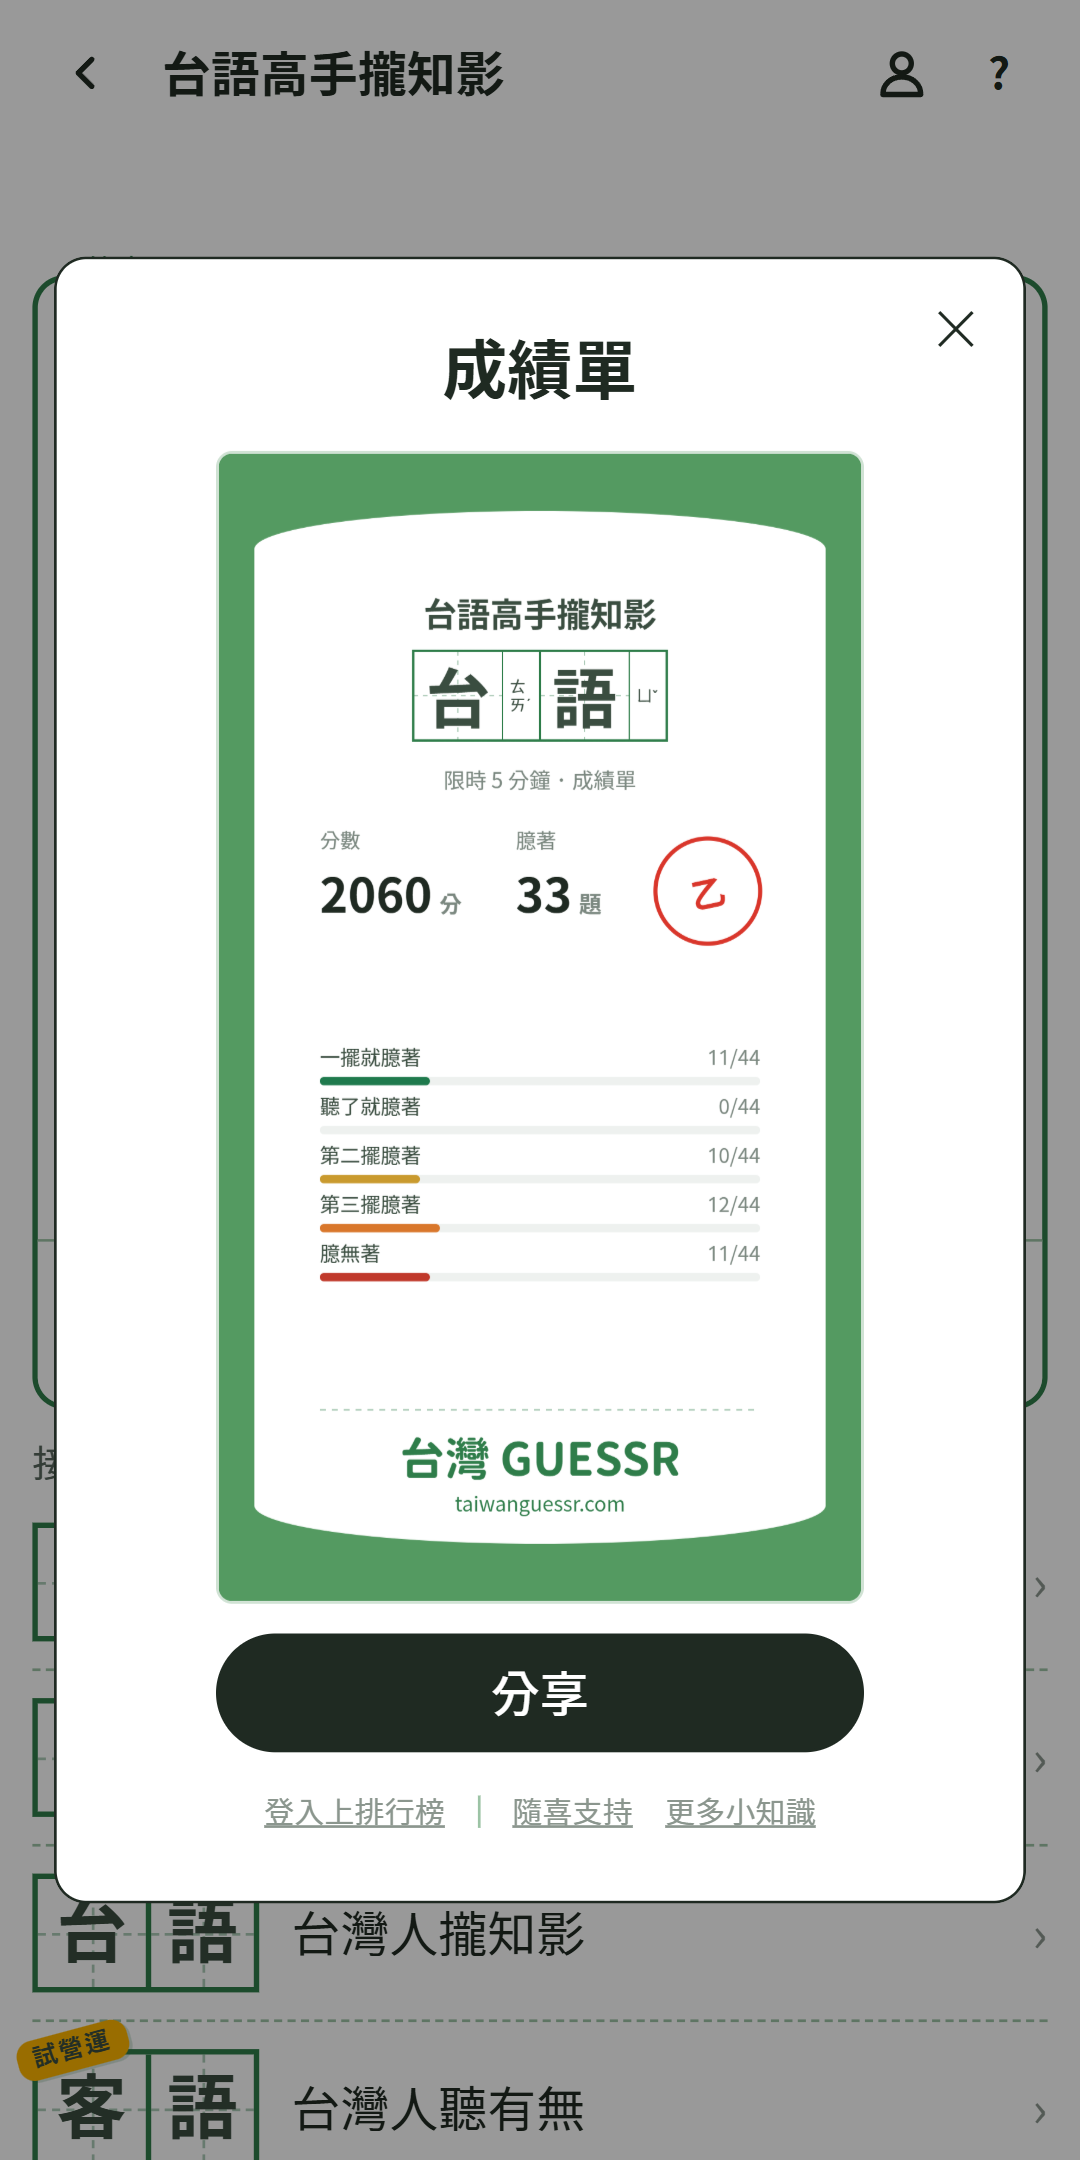 台語高手攏知影
?
成績單
台語高手攏知影
台 ㄊㄞˊ 語 ㄩˇ
限時 5 分鐘・成績單
分數 臆著
2060 分 33 題 乙
一擺就臆著 11/44
聽了就臆著 0/44
第二擺臆著 10/44
第三擺臆著 12/44
臆無著 11/44
台灣 GUESSR
taiwanguessr.com
分享
登入上排行榜 隨喜支持 更多小知識
台語 台灣人攏知影
試營運
客語 台灣人聽有無